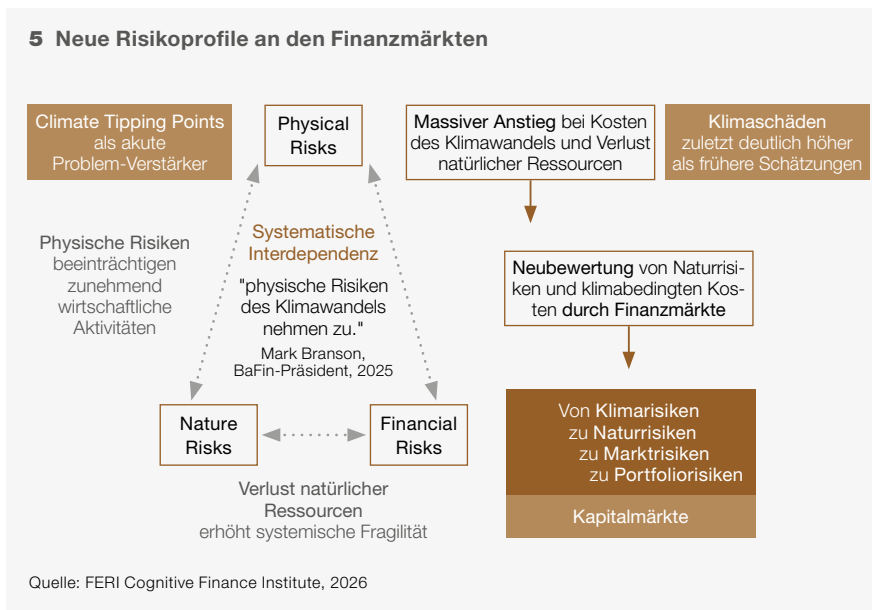 5 Neue Risikoprofile an den Finanzmärkten
Climate Tipping Points
als akute
Problem-Verstärker
Physical
Risks
Massiver Anstieg bei Kosten
des Klimawandels und Verlust
natürlicher Ressourcen
Klimaschäden
zuletzt deutlich höher
als frühere Schätzungen
Physische Risiken
beeinträchtigen
zunehmend
wirtschaftliche
Aktivitäten
Systematische
Interdependenz
"physische Risiken
des Klimawandels
nehmen zu."
Mark Branson,
BaFin-Präsident, 2025
Neubewertung von Naturrisi-
ken und klimabedingten Kos-
ten durch Finanzmärkte
Nature
Risks
Financial
Risks
Von Klimarisiken
zu Naturrisiken
zu Marktrisiken
zu Portfoliorisiken
Kapitalmärkte
Verlust natürlicher
Ressourcen
erhöht systemische Fragilität
Quelle: FERI Cognitive Finance Institute, 2026